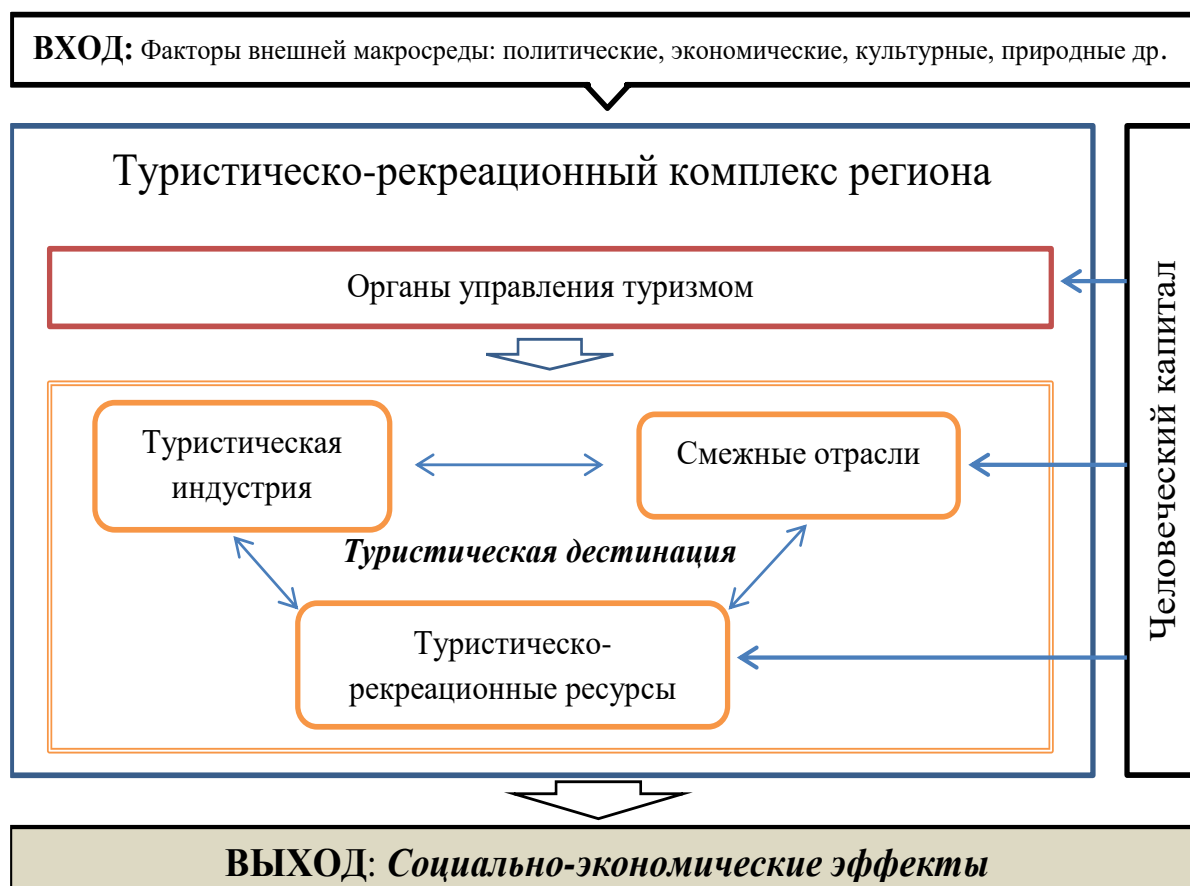 ВХОД: Факторы внешней макросреды: политические, экономические, культурные, природные др.
Туристическо-рекреационный комплекс региона
Органы управления туризмом
Туристическая
индустрия
Смежные отрасли
Туристическая дестинация
Туристическо-
рекреационные ресурсы
Человеческий капитал
ВЫХОД: Социально-экономические эффекты